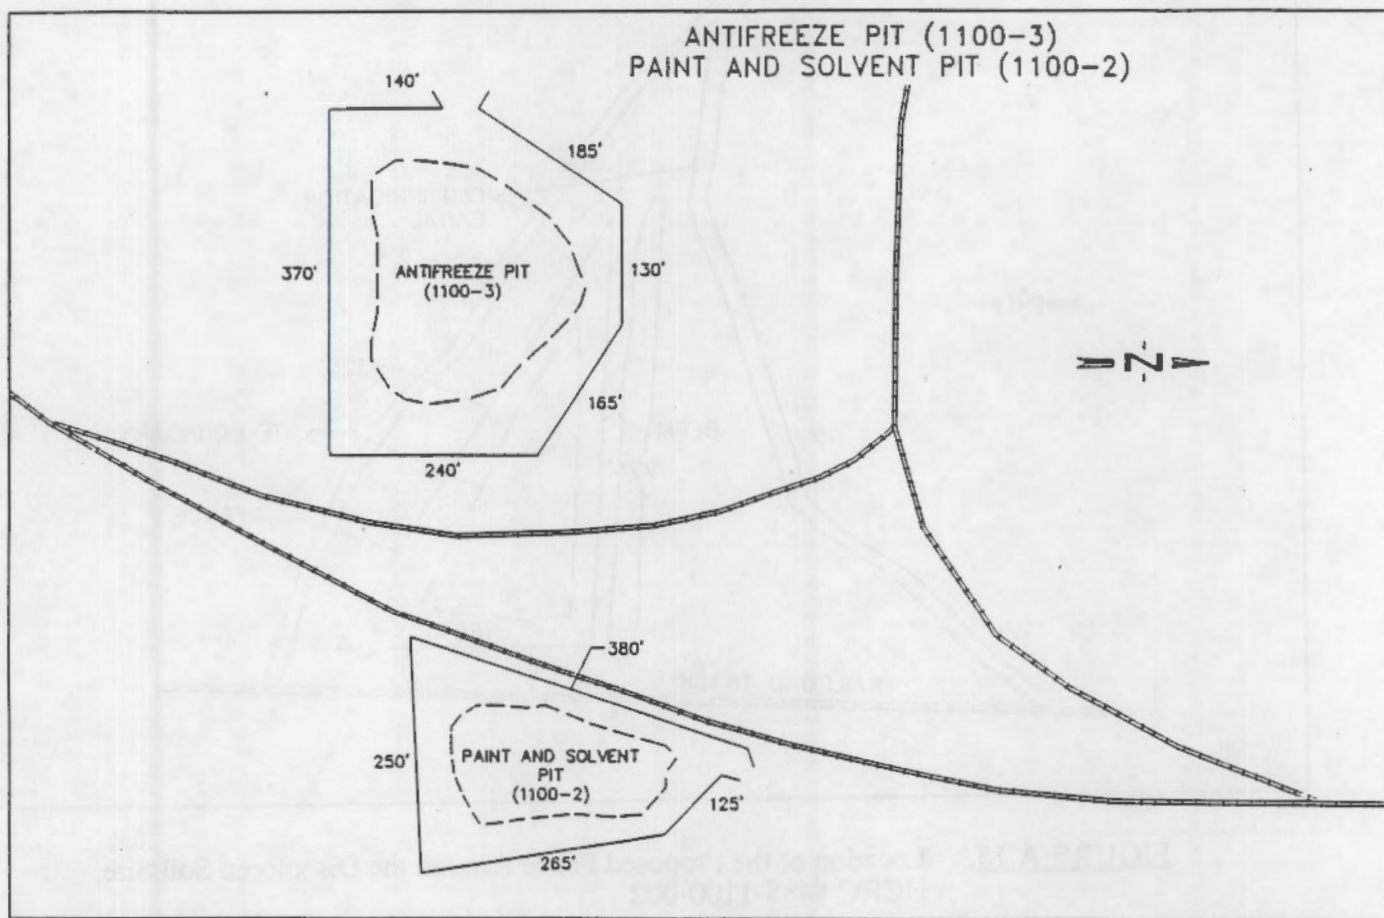 ANTIFREEZE PIT (1100-3)
PAINT AND SOLVENT PIT (1100-2)
140'
185'
370'
ANTIFREEZE PIT
(1100-3)
130'
N
165'
240'
380'
250'
PAINT AND SOLVENT
PIT
(1100-2)
125'
265'